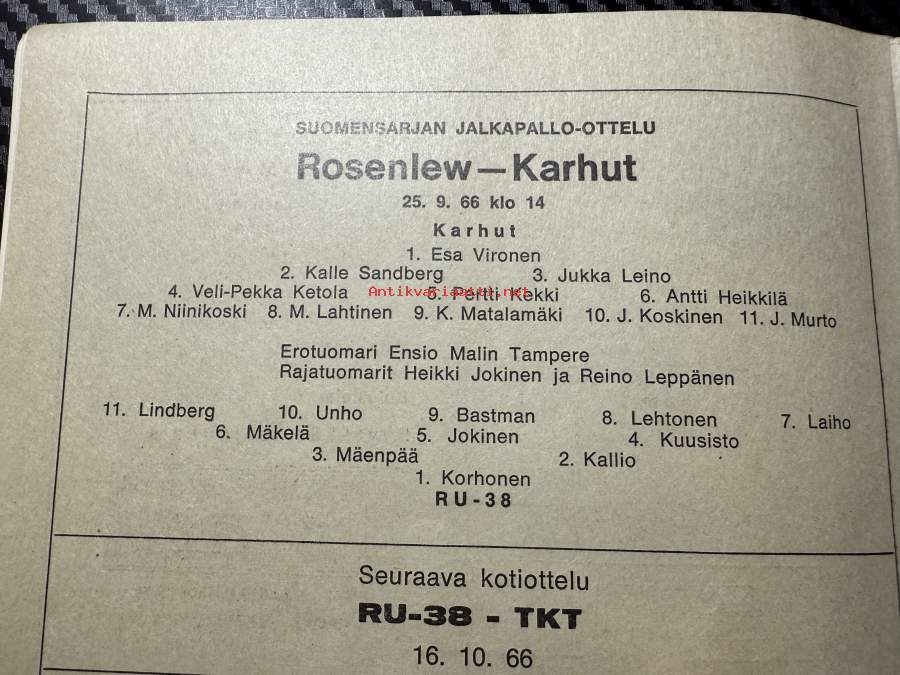 SUOMENSARJAN JALKAPALLO-OTTELU
Rosenlew—Karhut
25. 9. 66 klo 14
Karhut
1. Esa Vironen
2. Kalle Sandberg 3. Jukka Leino
4. Veli-Pekka Ketola 5. Pertti Kekki 6. Antti Heikkilä
Antikvariaatti.net
7. M. Niinikoski 8. M. Lahtinen 9. K. Matalamäki 10. J. Koskinen 11. J. Murto
Erotuomari Ensio Malin Tampere
Rajatuomarit Heikki Jokinen ja Reino Leppänen
11. Lindberg 10. Unho 9. Bastman 8. Lehtonen 7. Laiho
6. Mäkelä 5. Jokinen 4. Kuusisto
3. Mäenpää 2. Kallio
1. Korhonen
RU-38
Seuraava kotiottelu
RU-38 - TKT
16. 10. 66